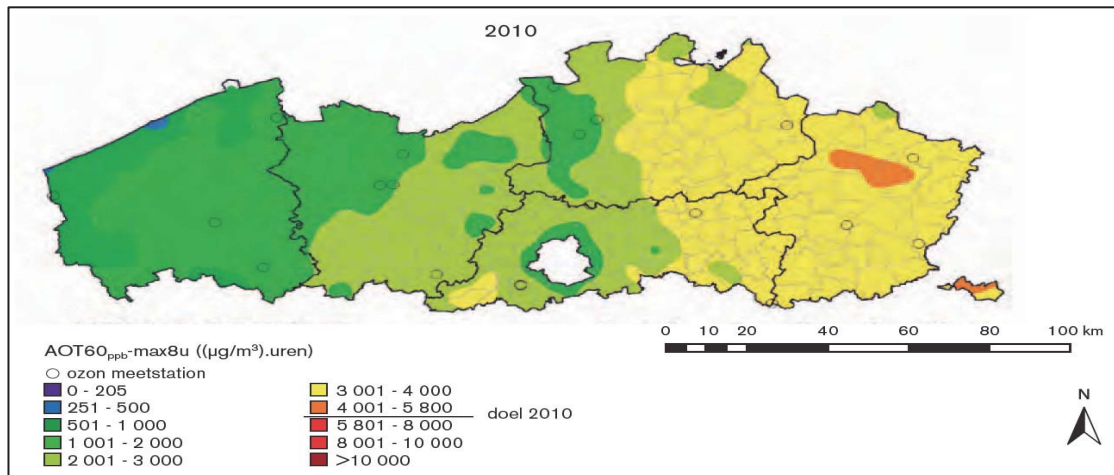 2010
0 10 20 40 60 80 100 km
AOT60ppb-max8u ((µg/m³).uren)
ozon meetstation
0 - 205
251 - 500
501 - 1 000
1 001 - 2 000
2 001 - 3 000
3 001 - 4 000
4 001 - 5 800
doel 2010
5 801 - 8 000
8 001 - 10 000
>10 000
N